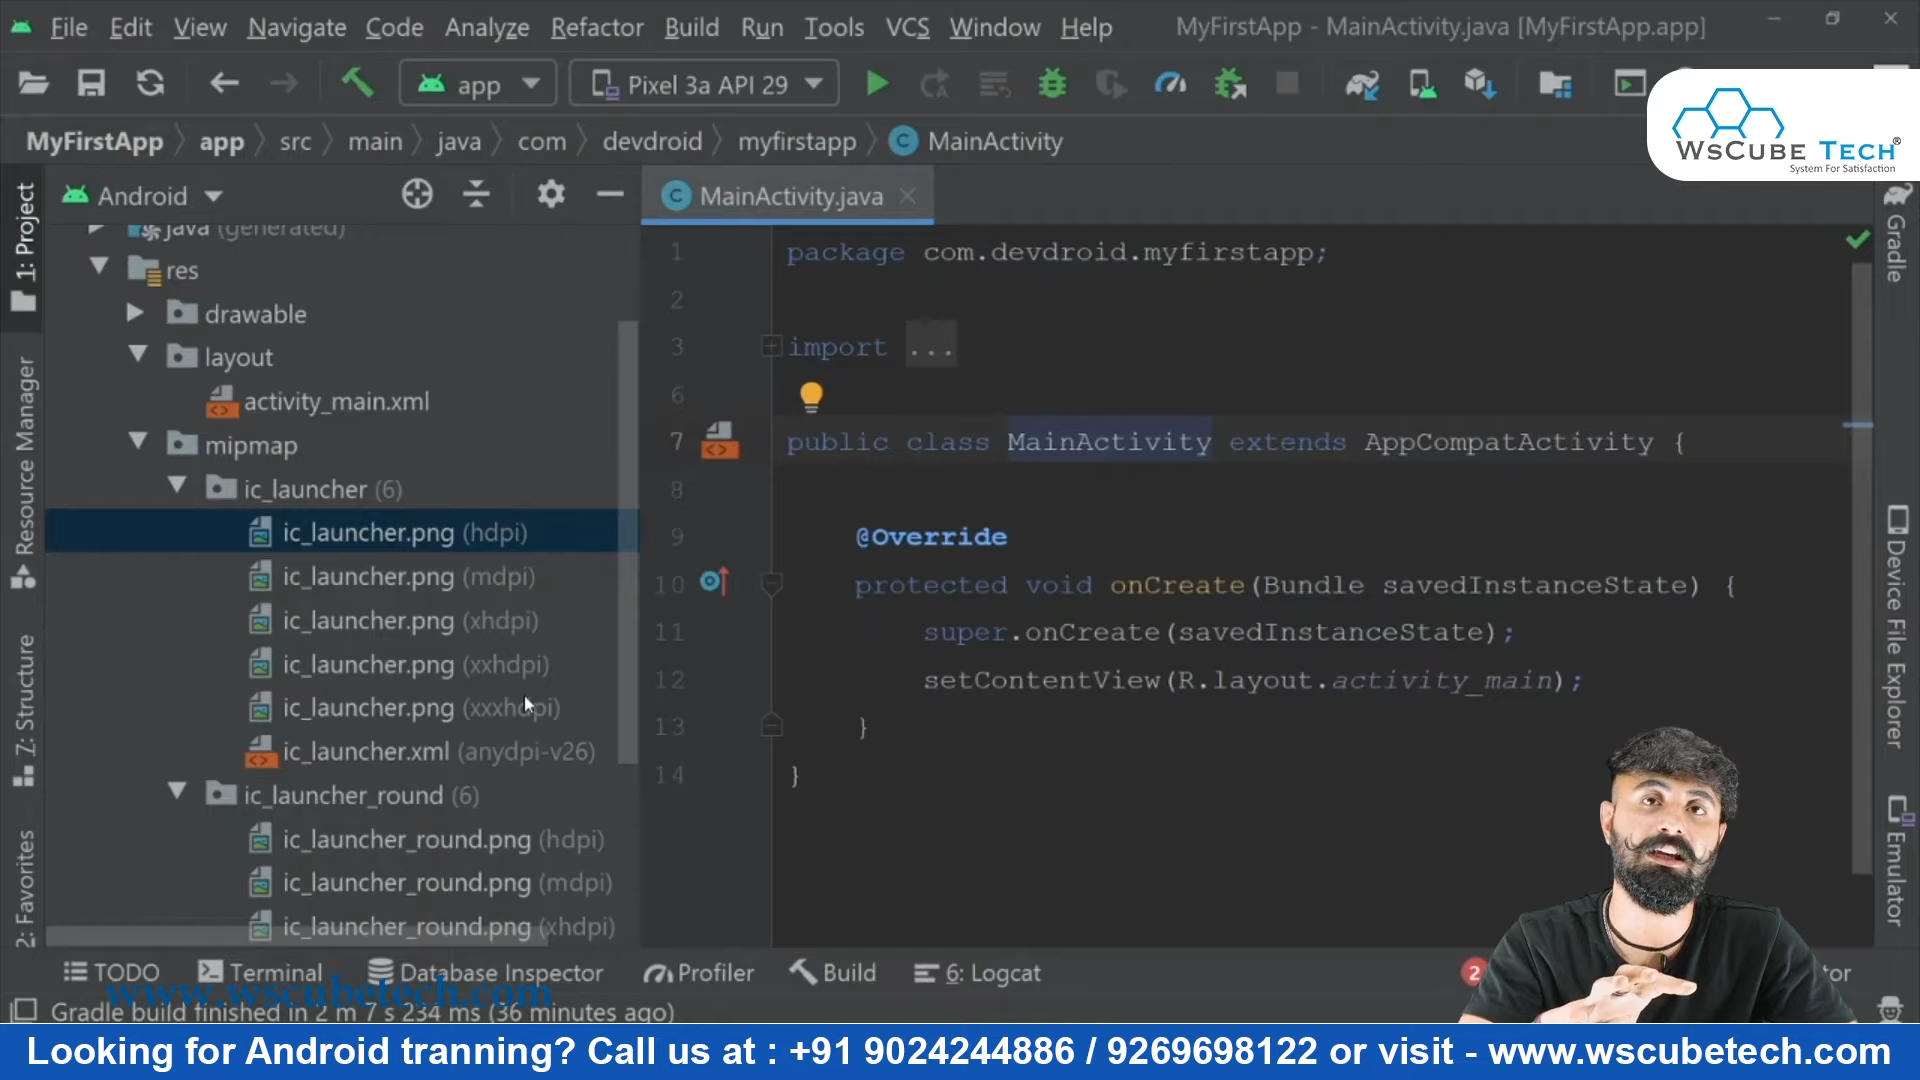 File Edit View Navigate Code Analyze Refactor Build Run Tools VCS Window Help MyFirstApp - MainActivity.java [MyFirstApp.app]
app Pixel 3a API 29
WsCube Tech®
System For Satisfaction
MyFirstApp app src main java com devdroid myfirstapp MainActivity
1: Project
Resource Manager
Z: Structure
2: Favorites
Android
java (generated)
res
drawable
layout
activity_main.xml
mipmap
ic_launcher (6)
ic_launcher.png (hdpi)
ic_launcher.png (mdpi)
ic_launcher.png (xhdpi)
ic_launcher.png (xxhdpi)
ic_launcher.png (xxxhdpi)
ic_launcher.xml (anydpi-v26)
ic_launcher_round (6)
ic_launcher_round.png (hdpi)
ic_launcher_round.png (mdpi)
ic_launcher_round.png (xhdpi)
MainActivity.java
1 package com.devdroid.myfirstapp;
2
3 import ...
6
7 public class MainActivity extends AppCompatActivity {
8
9 @Override
10 protected void onCreate(Bundle savedInstanceState) {
11 super.onCreate(savedInstanceState);
12 setContentView(R.layout.activity_main);
13 }
14 }
Gradle
Device File Explorer
Emulator
TODO Terminal Database Inspector Profiler Build 6: Logcat 2 tor
www.wscubetech.com
Gradle build finished in 2 m 7 s 234 ms (36 minutes ago)
Looking for Android tranning? Call us at : +91 9024244886 / 9269698122 or visit - www.wscubetech.com